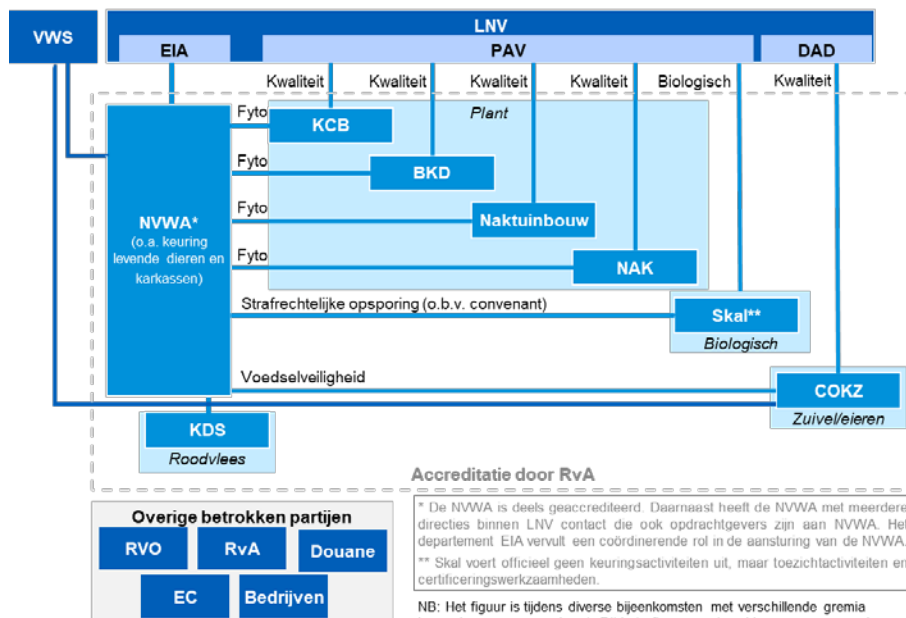 VWS
LNV
EIA
PAV
DAD
Kwaliteit
Kwaliteit
Kwaliteit
Kwaliteit
Biologisch
Kwaliteit
Fyto
KCB
Plant
Fyto
BKD
Fyto
Naktuinbouw
NVWA*
(o.a. keuring
levende dieren en
karkassen)
Fyto
NAK
Strafrechtelijke opsporing (o.b.v. convenant)
Skal**
Biologisch
Voedselveiligheid
COKZ
Zuivel/eieren
KDS
Roodvlees
Accreditatie door RvA
Overige betrokken partijen
RVO
RvA
Douane
EC
Bedrijven
* De NVWA is deels geaccrediteerd. Daarnaast heeft de NVWA met meerdere
directies binnen LNV contact die ook opdrachtgevers zijn aan NVWA. Het
departement EIA vervult een coördinerende rol in de aansturing van de NVWA.
** Skal voert officieel geen keuringsactiviteiten uit, maar toezichtactiviteiten en
certificeringswerkzaamheden.
NB: Het figuur is tijdens diverse bijeenkomsten met verschillende gremia